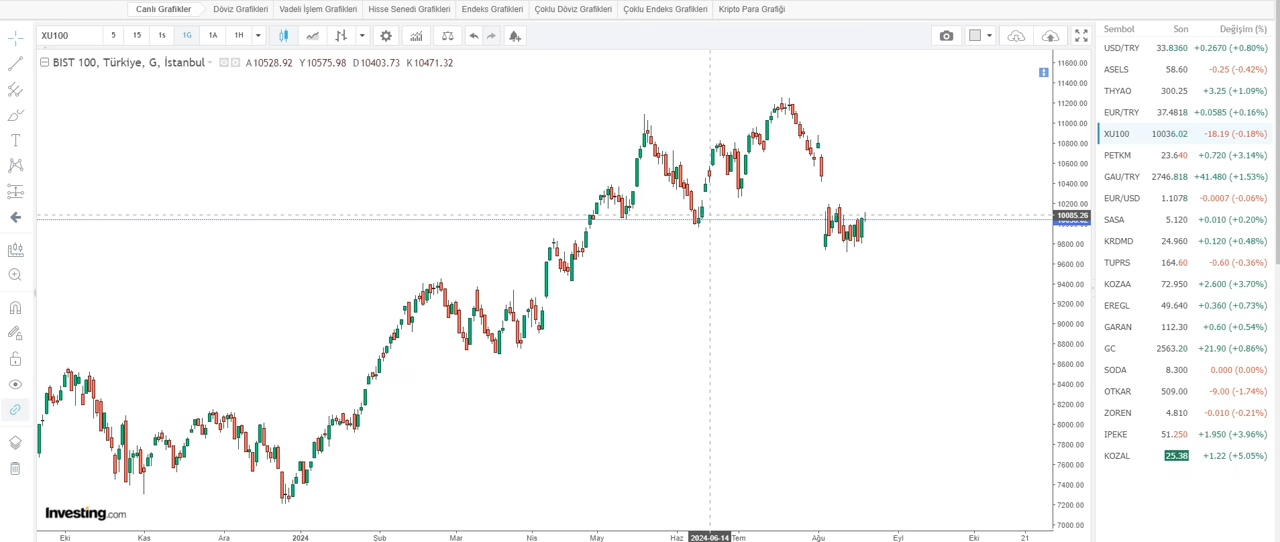 Canlı Grafikler Döviz Grafikleri Vadeli İşlem Grafikleri Hisse Senedi Grafikleri Endeks Grafikleri Çoklu Döviz Grafikleri Çoklu Endeks Grafikleri Kripto Para Grafiği
XU100 5 15 1s 1G 1A 1H
BIST 100, Türkiye, G, İstanbul A10528.92 Y10575.98 D10403.73 K10471.32
11600.00
11400.00
11200.00
11000.00
10800.00
10600.00
10400.00
10200.00
10085.26
9800.00
9600.00
9400.00
9200.00
9000.00
8800.00
8600.00
8400.00
8200.00
8000.00
7800.00
7600.00
7400.00
7200.00
7000.00
Investing.com
Eki Kas Ara 2024 Şub Mar Nis May Haz 2024-06-14 Tem Ağu Eyl Eki 21
Sembol Son Değişim (%)
USD/TRY 33.8360 +0.2670 (+0.80%)
ASELS 58.60 -0.25 (-0.42%)
THYAO 300.25 +3.25 (+1.09%)
EUR/TRY 37.4818 +0.0585 (+0.16%)
XU100 10036.02 -18.19 (-0.18%)
PETKM 23.640 +0.720 (+3.14%)
GAU/TRY 2746.818 +41.480 (+1.53%)
EUR/USD 1.1078 -0.0007 (-0.06%)
SASA 5.120 +0.010 (+0.20%)
KRDMD 24.960 +0.120 (+0.48%)
TUPRS 164.60 -0.60 (-0.36%)
KOZAA 72.950 +2.600 (+3.70%)
EREGL 49.640 +0.360 (+0.73%)
GARAN 112.30 +0.60 (+0.54%)
GC 2563.20 +21.90 (+0.86%)
SODA 8.300 0.000 (0.00%)
OTKAR 509.00 -9.00 (-1.74%)
ZOREN 4.810 -0.010 (-0.21%)
IPEKE 51.250 +1.950 (+3.96%)
KOZAL 25.38 +1.22 (+5.05%)